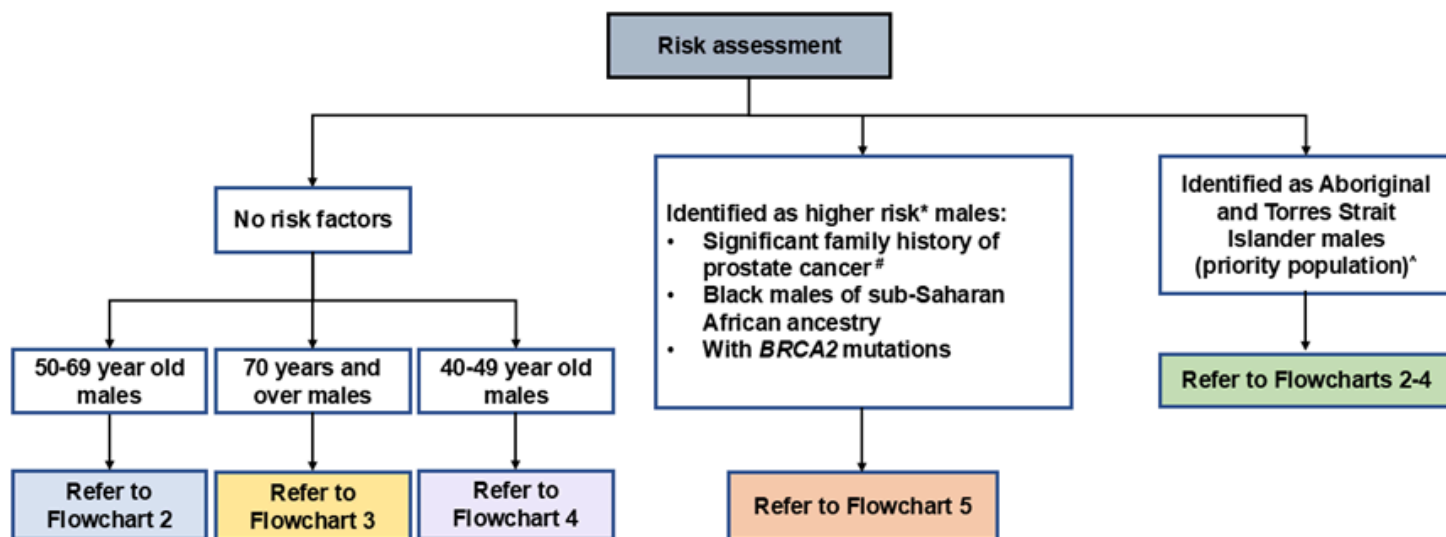 Risk assessment
No risk factors
Identified as higher risk* males:
• Significant family history of
prostate cancer#
• Black males of sub-Saharan
African ancestry
• With BRCA2 mutations
Identified as Aboriginal
and Torres Strait
Islander males
(priority population)^
50-69 year old
males
70 years and
over males
40-49 year old
males
Refer to Flowcharts 2-4
Refer to
Flowchart 2
Refer to
Flowchart 3
Refer to
Flowchart 4
Refer to Flowchart 5